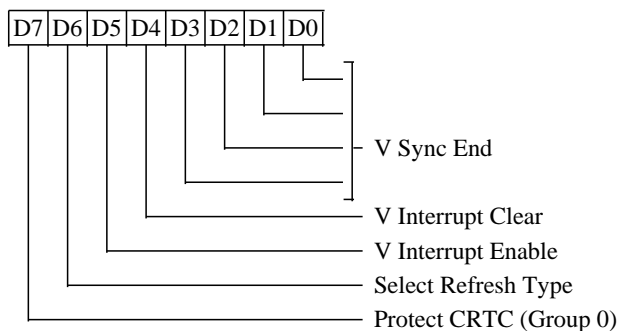 D7 D6 D5 D4 D3 D2 D1 D0
V Sync End
V Interrupt Clear
V Interrupt Enable
Select Refresh Type
Protect CRTC (Group 0)